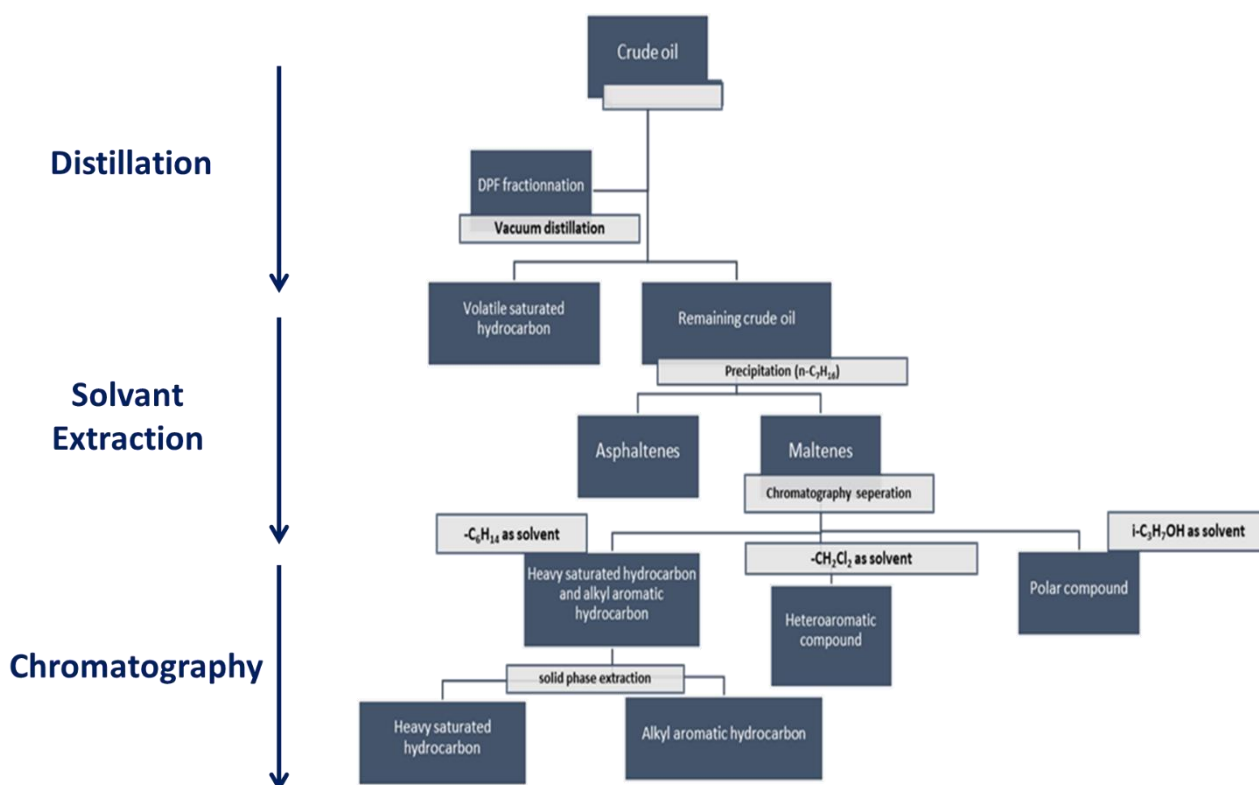 Crude oil
Distillation
DPF fractionnation
Vacuum distillation
Volatile saturated
hydrocarbon
Remaining crude oil
Precipitation (n-C₇H₁₆)
Solvant
Extraction
Asphaltenes
Maltenes
Chromatography seperation
-C₆H₁₄ as solvent
-CH₂Cl₂ as solvent
i-C₃H₇OH as solvent
Heavy saturated hydrocarbon
and alkyl aromatic
hydrocarbon
Heteroaromatic
compound
Polar compound
Chromatography
solid phase extraction
Heavy saturated
hydrocarbon
Alkyl aromatic hydrocarbon